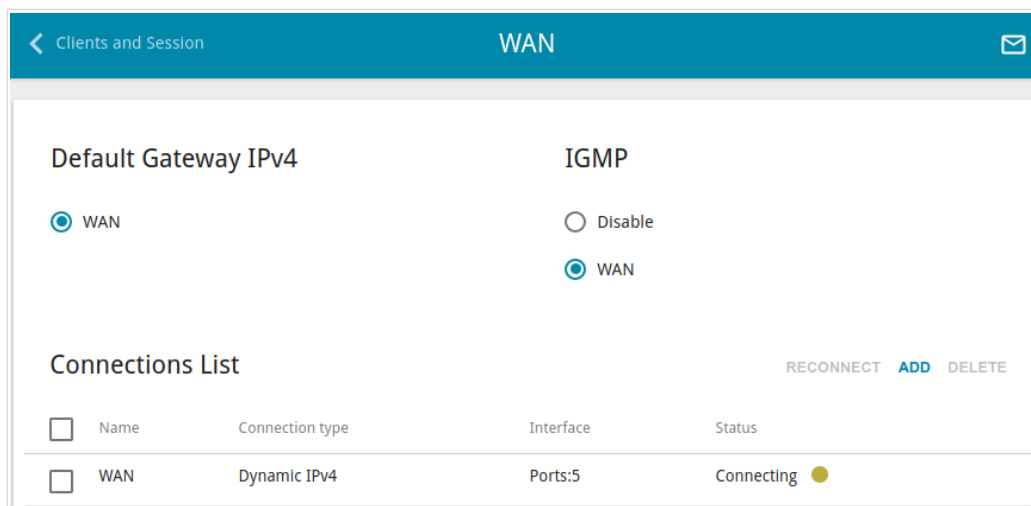 Clients and Session WAN
Default Gateway IPv4 IGMP
WAN Disable
WAN
Connections List RECONNECT ADD DELETE
Name Connection type Interface Status
WAN Dynamic IPv4 Ports:5 Connecting